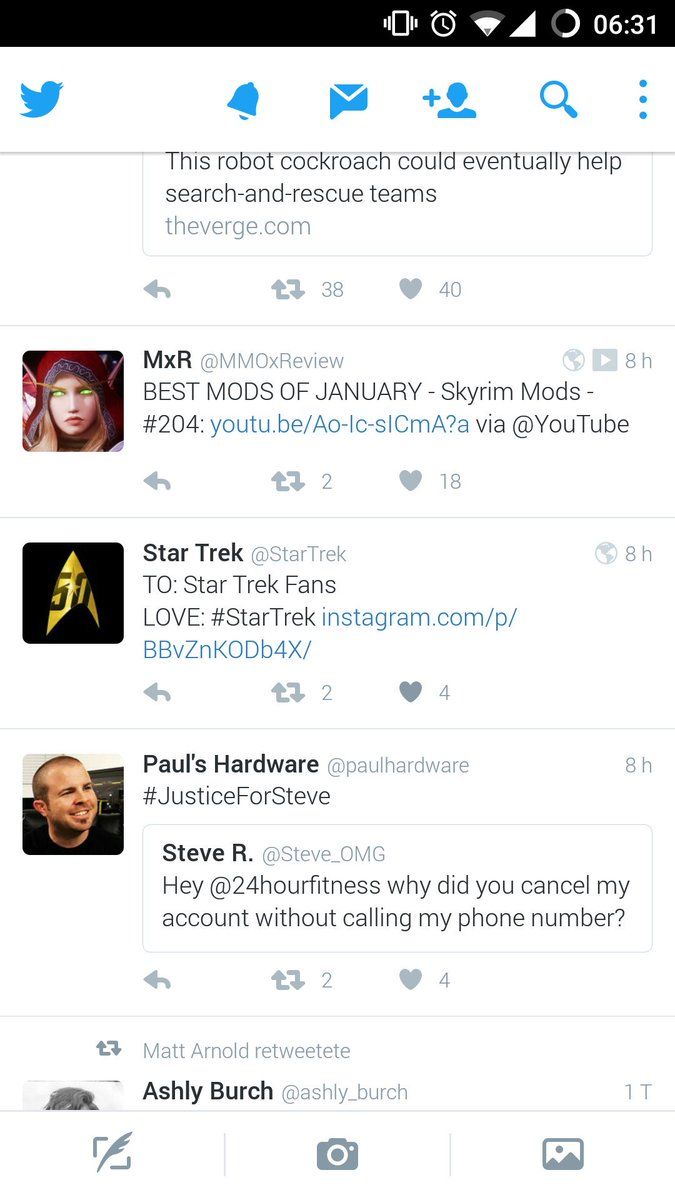 06:31
This robot cockroach could eventually help
search-and-rescue teams
theverge.com
38 40
MxR @MMOxReview 8 h
BEST MODS OF JANUARY - Skyrim Mods -
#204: youtu.be/Ao-Ic-sICmA?a via @YouTube
2 18
50
Star Trek @StarTrek 8 h
TO: Star Trek Fans
LOVE: #StarTrek instagram.com/p/
BBvZnKODb4X/
2 4
Paul's Hardware @paulhardware 8 h
#JusticeForSteve
Steve R. @Steve_OMG
Hey @24hourfitness why did you cancel my
account without calling my phone number?
2 4
Matt Arnold retweetete
Ashly Burch @ashly_burch 1 T